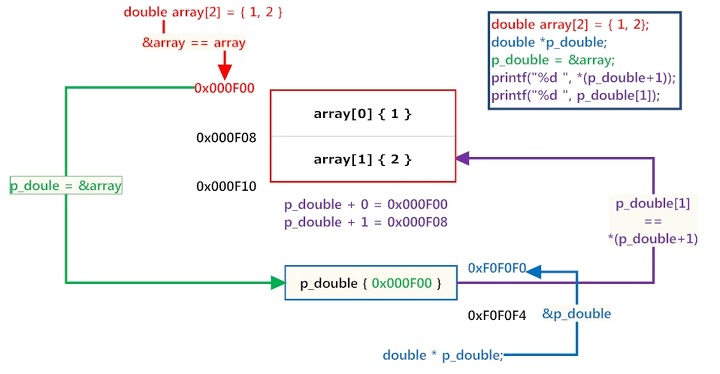 double array[2] = { 1, 2 }
&array == array
double array[2] = { 1, 2};
double *p_double;
p_double = &array;
printf("%d ", *(p_double+1));
printf("%d ", p_double[1]);
0x000F00
array[0] { 1 }
0x000F08
array[1] { 2 }
0x000F10
p_doule = &array
p_double + 0 = 0x000F00
p_double + 1 = 0x000F08
p_double[1]
==
*(p_double+1)
p_double { 0x000F00 }
0xF0F0F0
0xF0F0F4
&p_double
double * p_double;